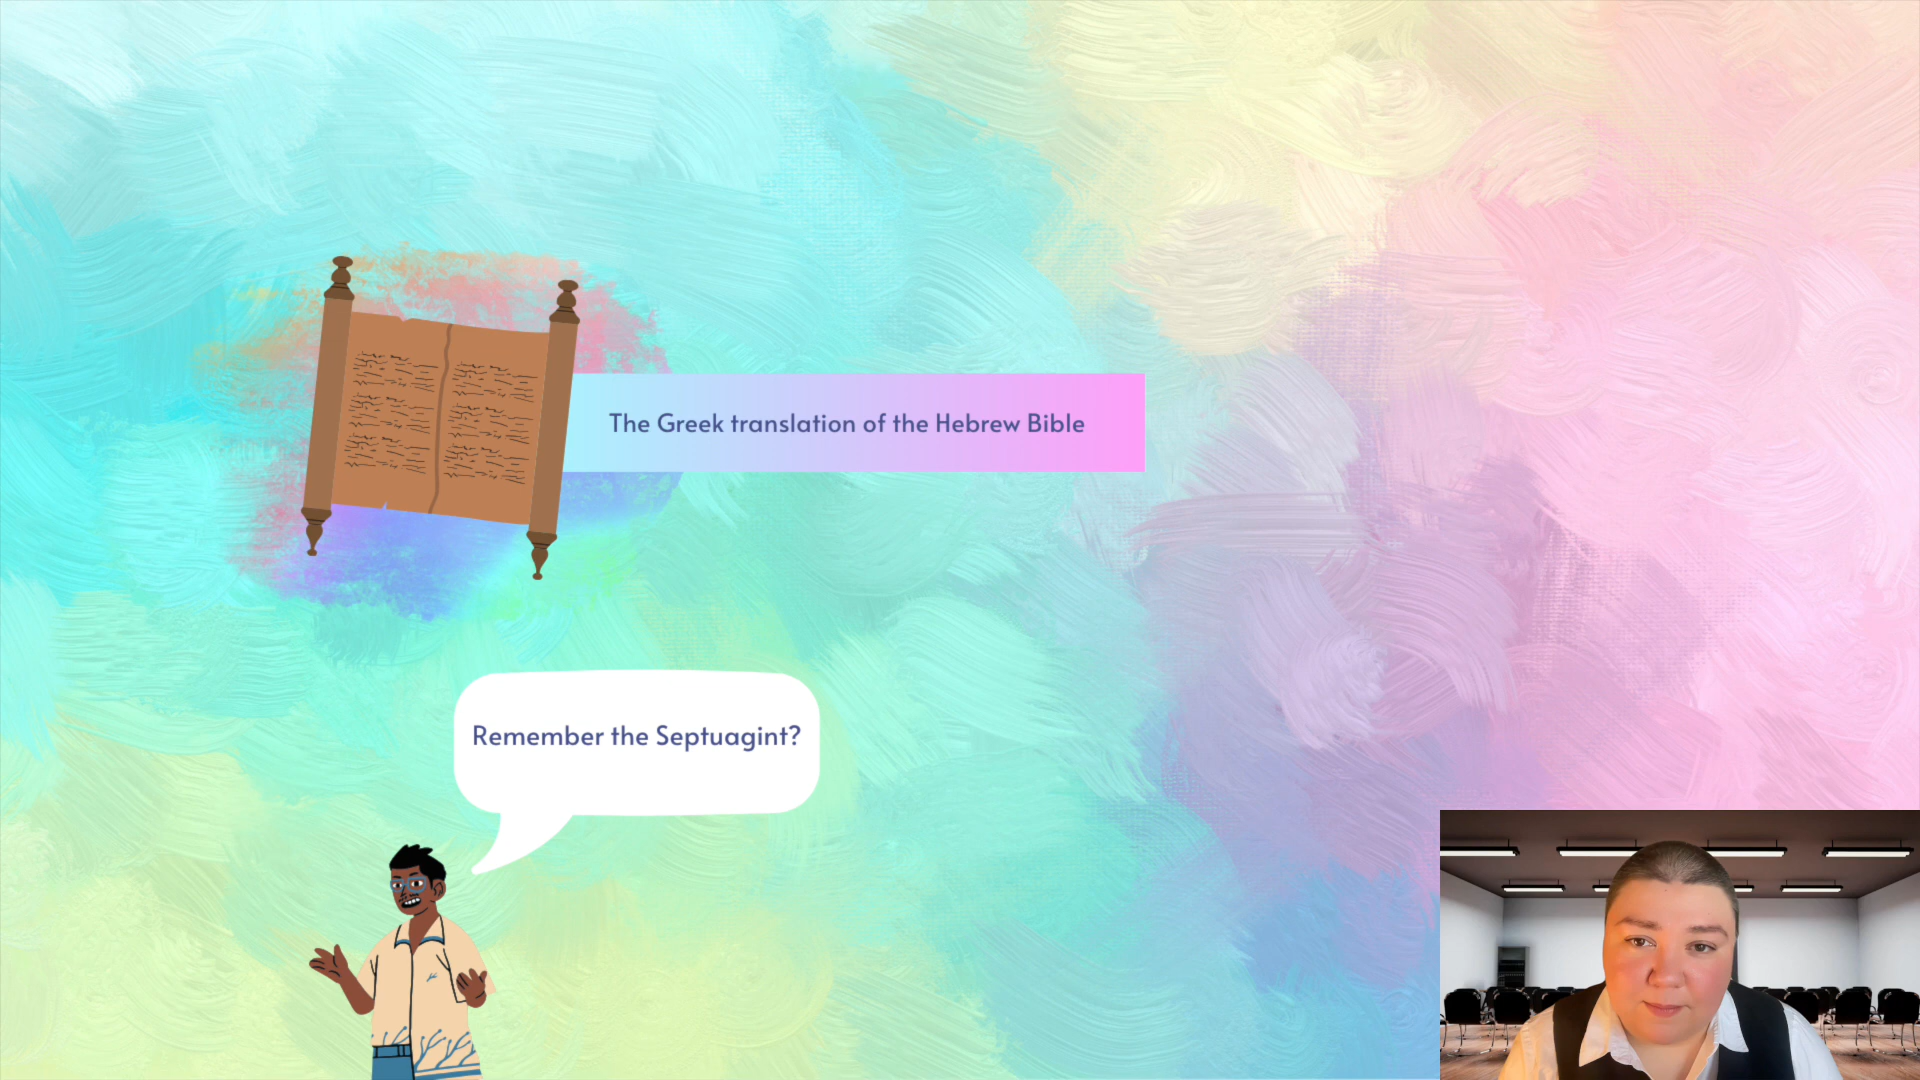 The Greek translation of the Hebrew Bible
Remember the Septuagint?